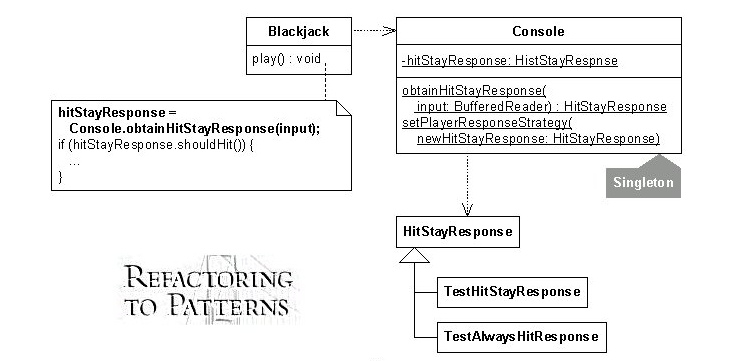 Blackjack
play() : void
Console
-hitStayResponse: HistStayRespnse
obtainHitStayResponse(
input: BufferedReader) : HitStayResponse
setPlayerResponseStrategy(
newHitStayResponse: HitStayResponse)
hitStayResponse =
Console.obtainHitStayResponse(input);
if (hitStayResponse.shouldHit()) {
...
}
Singleton
HitStayResponse
TestHitStayResponse
TestAlwaysHitResponse
REFACTORING
TO PATTERNS